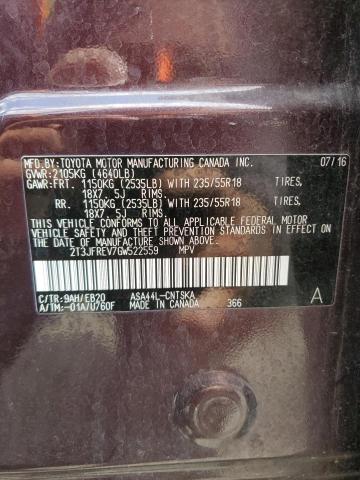 MFD.BY:TOYOTA MOTOR MANUFACTURING CANADA INC. 07/16
GVWR:2105KG (4640LB)
GAWR:FRT. 1150KG (2535LB) WITH 235/55R18 TIRES,
18X7.5J RIMS.
RR. 1150KG (2535LB) WITH 235/55R18 TIRES,
18X7.5J RIMS.
THIS VEHICLE CONFORMS TO ALL APPLICABLE FEDERAL MOTOR
VEHICLE SAFETY STANDARDS IN EFFECT ON THE DATE OF
MANUFACTURE SHOWN ABOVE.
2T3JFREV7GW522559 MPV
C/TR:9AH/EB20 ASA44L-CNTSKA A
A/TM:-01A/U760F MADE IN CANADA 366